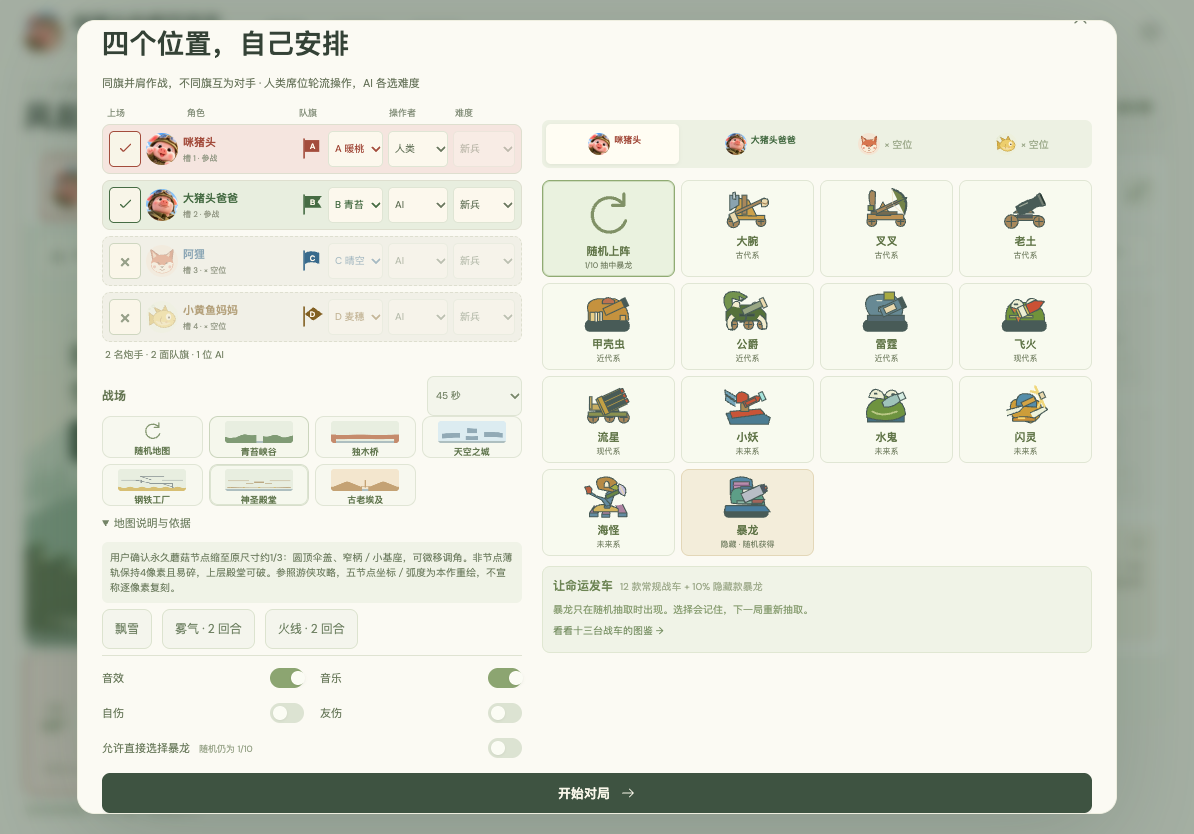 四个位置，自己安排
同旗并肩作战，不同旗互为对手 · 人类席位轮流操作，AI 各选难度
上场 角色 队旗 操作者 难度
咪猪头
槽 1 · 参战
A
A 暖桃
人类
新兵
大猪头爸爸
槽 2 · 参战
B
B 青苔
AI
新兵
阿狸
槽 3 · × 空位
C
C 晴空
AI
新兵
小黄鱼妈妈
槽 4 · × 空位
D
D 麦穗
AI
新兵
2 名炮手 · 2 面队旗 · 1 位 AI
战场
45 秒
随机地图
青苔峡谷
独木桥
天空之城
钢铁工厂
神圣殿堂
古老埃及
▼ 地图说明与依据
用户确认永久蘑菇节点缩至原尺寸约1/3：圆顶伞盖、窄柄 / 小基座，可微移调角。非节点薄
轨保持4像素且易碎，上层殿堂可破。参照游侠攻略，五节点坐标 / 弧度为本作重绘，不宣
称逐像素复刻。
飘雪
雾气 · 2 回合
火线 · 2 回合
音效
音乐
自伤
友伤
允许直接选择暴龙 随机仍为 1/10
咪猪头
大猪头爸爸
× 空位
× 空位
随机上阵
1/10 抽中暴龙
大腕
古代系
叉叉
古代系
老土
古代系
甲壳虫
近代系
公爵
近代系
雷霆
近代系
飞火
现代系
流星
现代系
小妖
未来系
水鬼
未来系
闪灵
未来系
海怪
未来系
暴龙
隐藏 · 随机获得
让命运发车 12 款常规战车 + 10% 隐藏款暴龙
暴龙只在随机抽取时出现。选择会记住，下一局重新抽取。
看看十三台战车的图鉴 →
开始对局 →